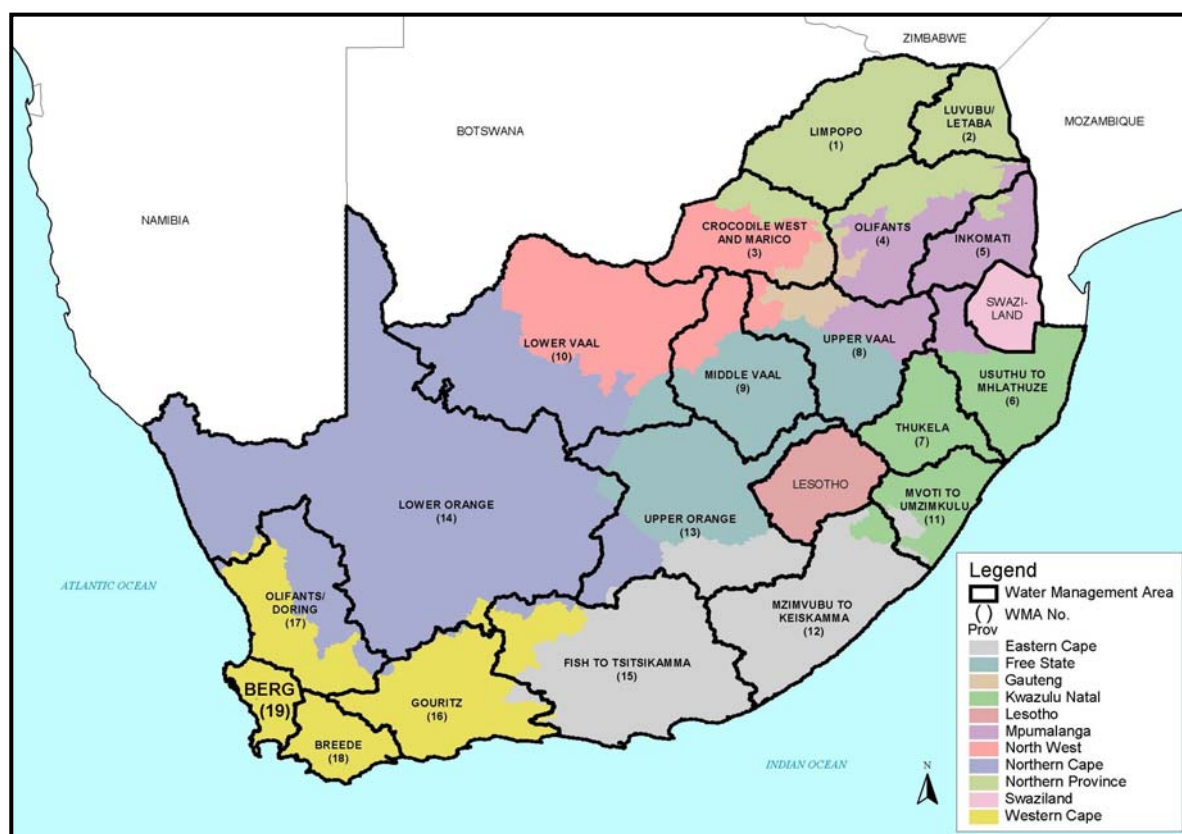 ZIMBABWE
BOTSWANA
MOZAMBIQUE
NAMIBIA
LIMPOPO
(1)
LUVUBU/
LETABA
(2)
CROCODILE WEST
AND MARICO
(3)
OLIFANTS
(4)
INKOMATI
(5)
SWAZI-
LAND
LOWER VAAL
(10)
UPPER VAAL
(8)
MIDDLE VAAL
(9)
USUTHU TO
MHLATHUZE
(6)
THUKELA
(7)
LESOTHO
MVOTI TO
UMZIMKULU
(11)
LOWER ORANGE
(14)
UPPER ORANGE
(13)
ATLANTIC OCEAN
OLIFANTS/
DORING
(17)
MZIMVUBU TO
KEISKAMMA
(12)
FISH TO TSITSIKAMMA
(15)
BERG
(19)
GOURITZ
(16)
BREEDE
(18)
INDIAN OCEAN
N
Legend
Water Management Area
( ) WMA No.
Prov
Eastern Cape
Free State
Gauteng
Kwazulu Natal
Lesotho
Mpumalanga
North West
Northern Cape
Northern Province
Swaziland
Western Cape